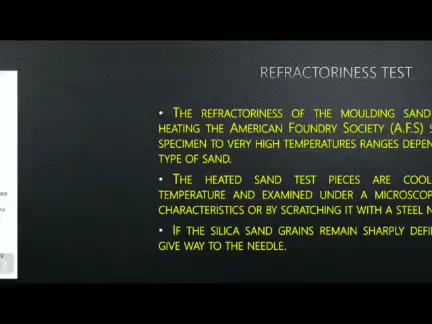 REFRACTORINESS TEST
• THE REFRACTORINESS OF THE MOULDING SAND
HEATING THE AMERICAN FOUNDRY SOCIETY (A.F.S) S
SPECIMEN TO VERY HIGH TEMPERATURES RANGES DEPEN
TYPE OF SAND.
• THE HEATED SAND TEST PIECES ARE COOL
TEMPERATURE AND EXAMINED UNDER A MICROSCOP
CHARACTERISTICS OR BY SCRATCHING IT WITH A STEEL N
• IF THE SILICA SAND GRAINS REMAIN SHARPLY DEFI
GIVE WAY TO THE NEEDLE.